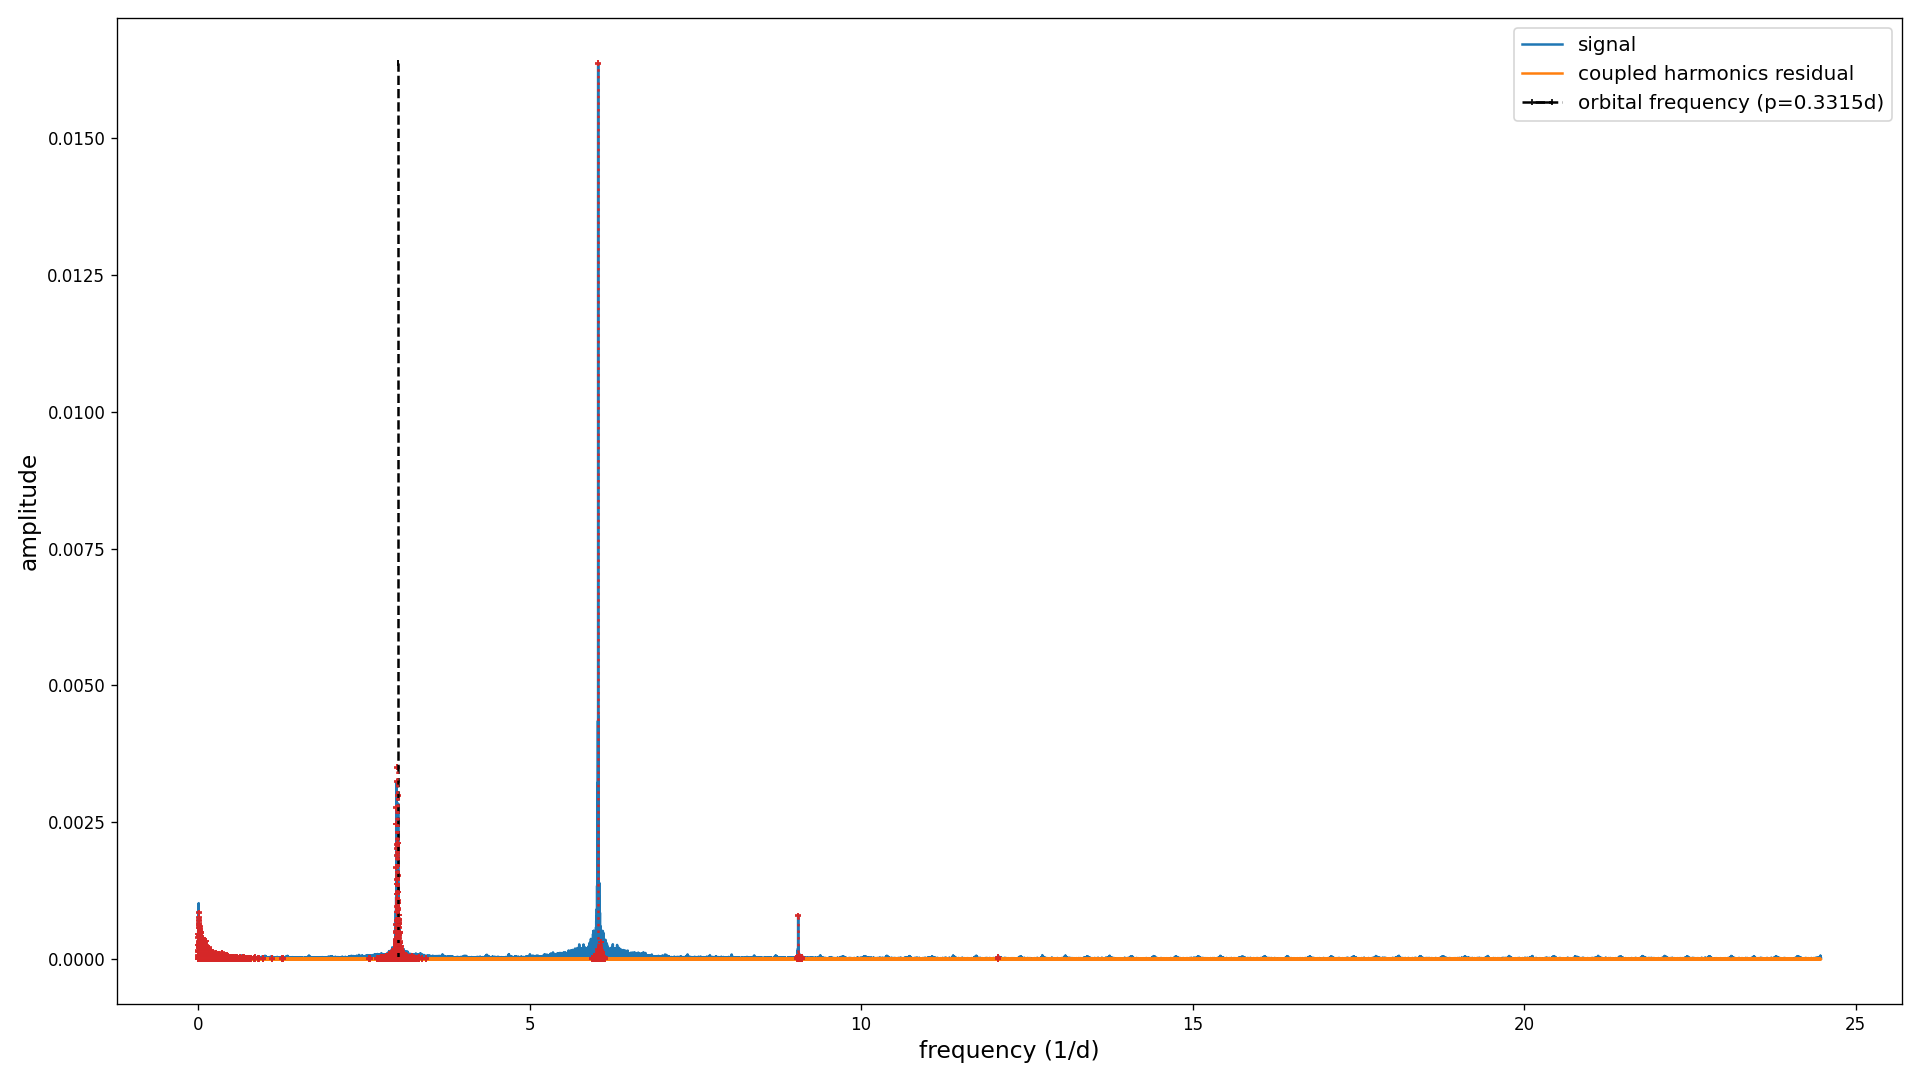 signal
coupled harmonics residual
orbital frequency (p=0.3315d)
0.0150
0.0125
0.0100
0.0075
0.0050
0.0025
0.0000
amplitude
0 5 10 15 20 25
frequency (1/d)